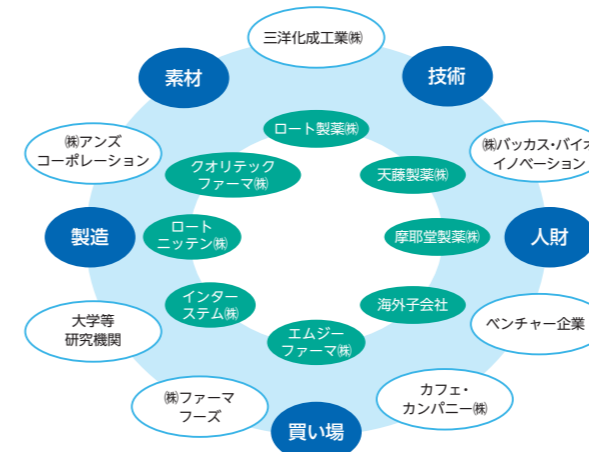 三洋化成工業㈱
素材
技術
ロート製薬㈱
㈱アンズ
コーポレーション
㈱バッカス・バイオ
イノベーション
クオリテック
ファーマ㈱
天藤製薬㈱
製造
ロート
ニッテン㈱
摩耶堂製薬㈱
人財
インター
ステム㈱
海外子会社
大学等
研究機関
ベンチャー企業
エムジー
ファーマ㈱
㈱ファーマ
フーズ
カフェ・
カンパニー㈱
買い場